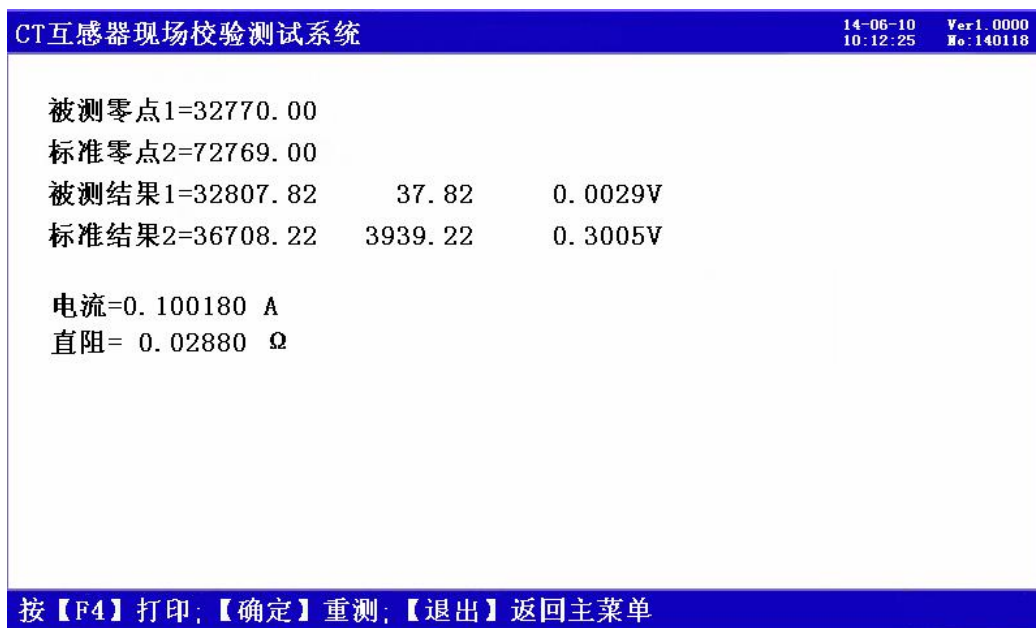 CT互感器现场校验测试系统
14-06-10 Ver1.0000
10:12:25 No:140118
被测零点1=32770.00
标准零点2=72769.00
被测结果1=32807.82 37.82 0.0029V
标准结果2=36708.22 3939.22 0.3005V
电流=0.100180 A
直阻= 0.02880 Ω
按【F4】打印;【确定】重测;【退出】返回主菜单